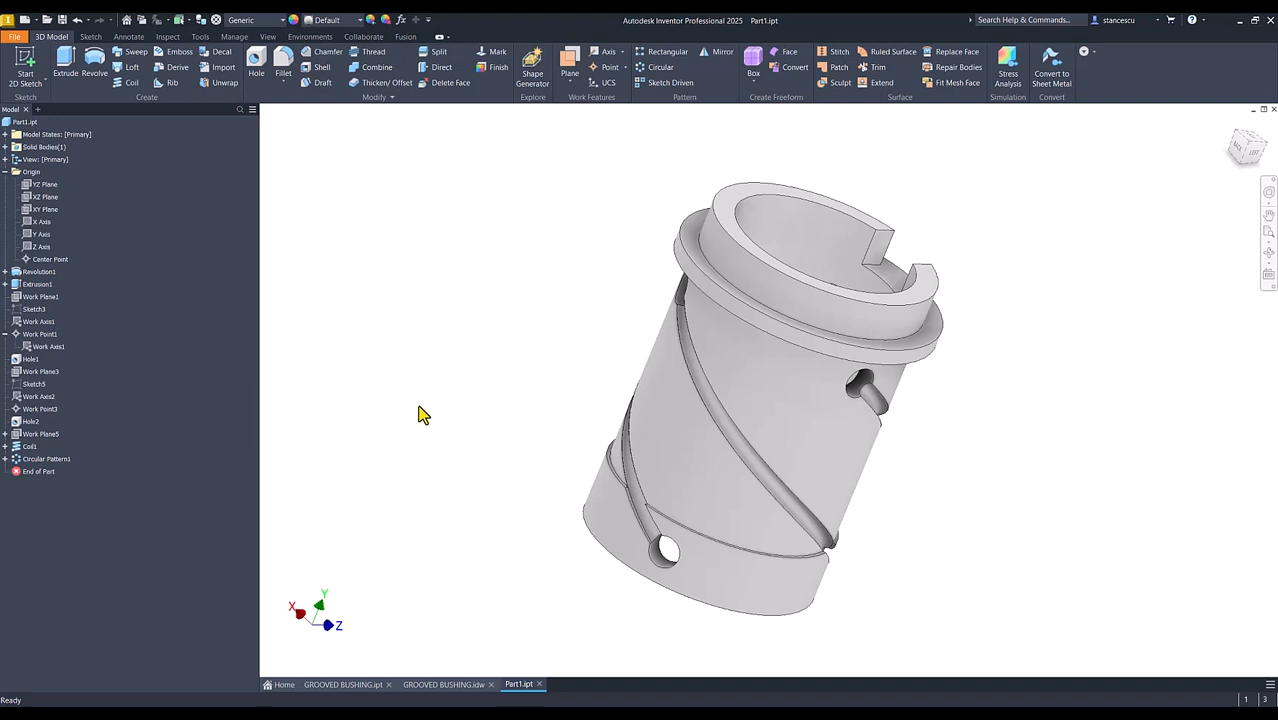 Generic Default fx Autodesk Inventor Professional 2025 Part1.ipt Search Help & Commands... stancescu
File 3D Model Sketch Annotate Inspect Tools Manage View Environments Collaborate Fusion
Start 2D Sketch Extrude Revolve Sweep Emboss Decal Hole Fillet Chamfer Thread Split Mark Shape Generator Plane Axis Rectangular Mirror Box Face Stitch Ruled Surface Replace Face Stress Analysis Convert to Sheet Metal
Loft Derive Import Shell Combine Direct Finish Point Circular Convert Patch Trim Repair Bodies
Coil Rib Unwrap Draft Thicken/ Offset Delete Face UCS Sketch Driven Sculpt Extend Fit Mesh Face
Sketch Create Modify Explore Work Features Pattern Create Freeform Surface Simulation Convert
Model
Part1.ipt
Model States: [Primary]
Solid Bodies(1)
View: [Primary]
Origin
YZ Plane
XZ Plane
XY Plane
X Axis
Y Axis
Z Axis
Center Point
Revolution1
Extrusion1
Work Plane1
Sketch3
Work Axis1
Work Point1
Work Axis1
Hole1
Work Plane3
Sketch5
Work Axis2
Work Point3
Hole2
Work Plane5
Coil1
Circular Pattern1
End of Part
BACK LEFT
Y
X
Z
Home GROOVED BUSHING.ipt GROOVED BUSHING.idw Part1.ipt
Ready 1 3